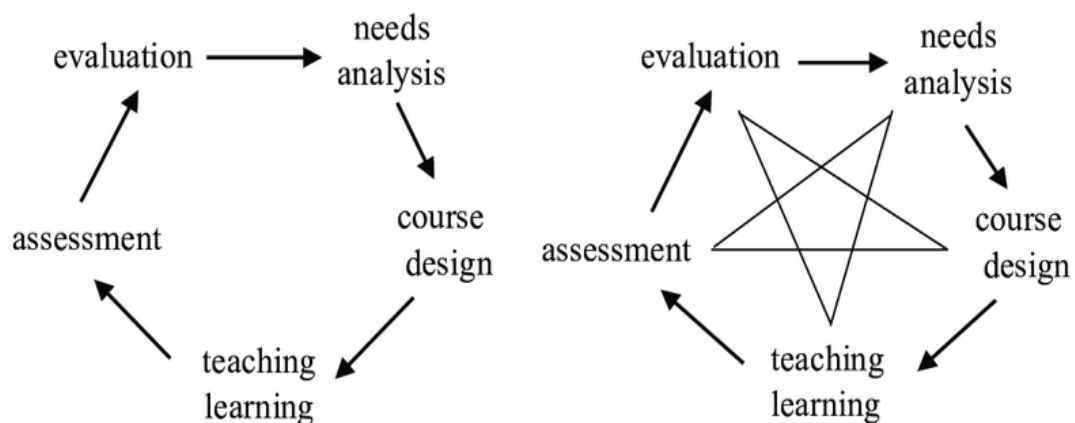 evaluation
needs
analysis
course
design
teaching
learning
assessment
evaluation
needs
analysis
course
design
teaching
learning
assessment